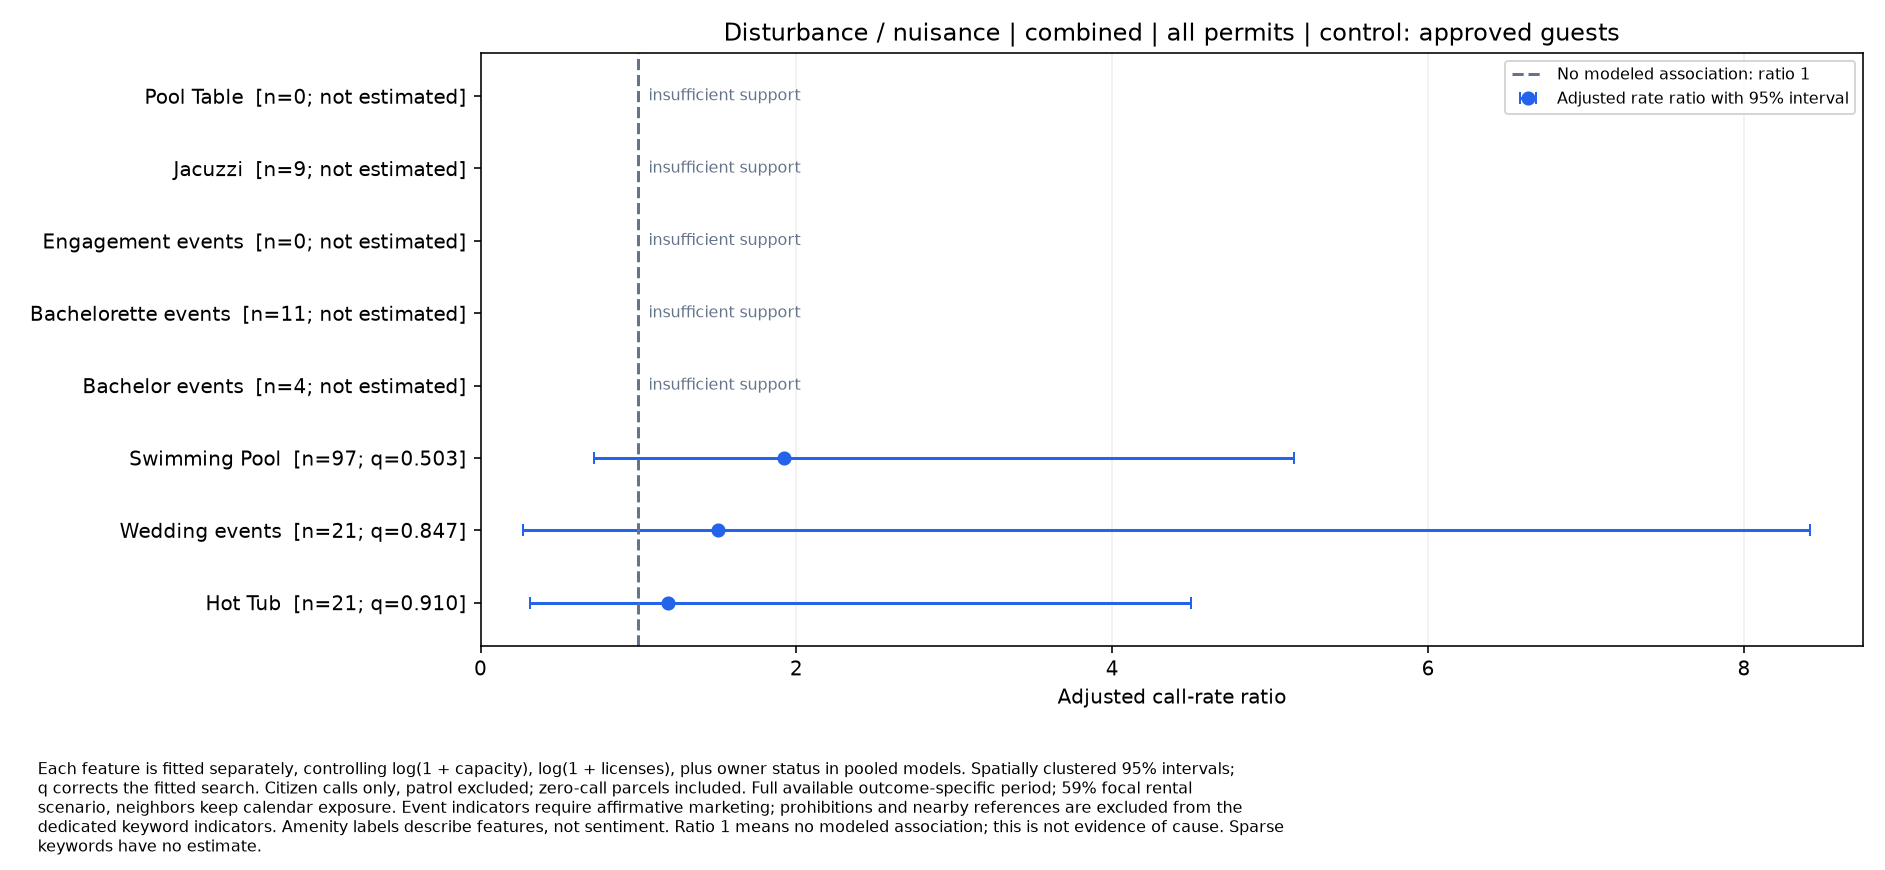 Disturbance / nuisance | combined | all permits | control: approved guests
No modeled association: ratio 1
Adjusted rate ratio with 95% interval
Pool Table [n=0; not estimated]
insufficient support
Jacuzzi [n=9; not estimated]
insufficient support
Engagement events [n=0; not estimated]
insufficient support
Bachelorette events [n=11; not estimated]
insufficient support
Bachelor events [n=4; not estimated]
insufficient support
Swimming Pool [n=97; q=0.503]
Wedding events [n=21; q=0.847]
Hot Tub [n=21; q=0.910]
0 2 4 6 8
Adjusted call-rate ratio
Each feature is fitted separately, controlling log(1 + capacity), log(1 + licenses), plus owner status in pooled models. Spatially clustered 95% intervals;
q corrects the fitted search. Citizen calls only, patrol excluded; zero-call parcels included. Full available outcome-specific period; 59% focal rental
scenario, neighbors keep calendar exposure. Event indicators require affirmative marketing; prohibitions and nearby references are excluded from the
dedicated keyword indicators. Amenity labels describe features, not sentiment. Ratio 1 means no modeled association; this is not evidence of cause. Sparse
keywords have no estimate.